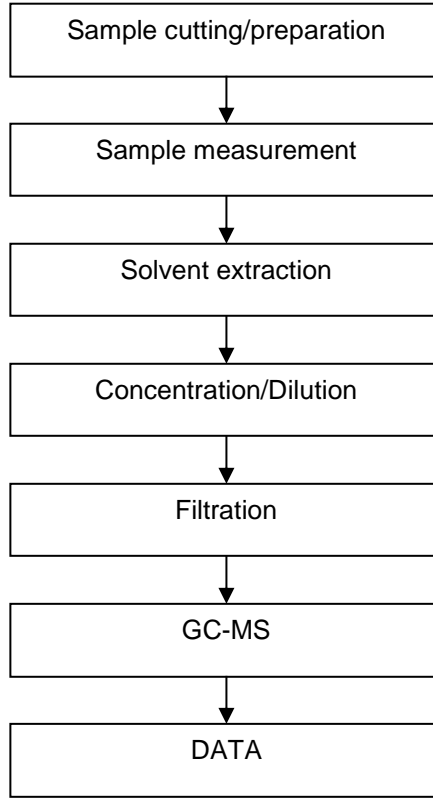 Sample cutting/preparation
Sample measurement
Solvent extraction
Concentration/Dilution
Filtration
GC-MS
DATA